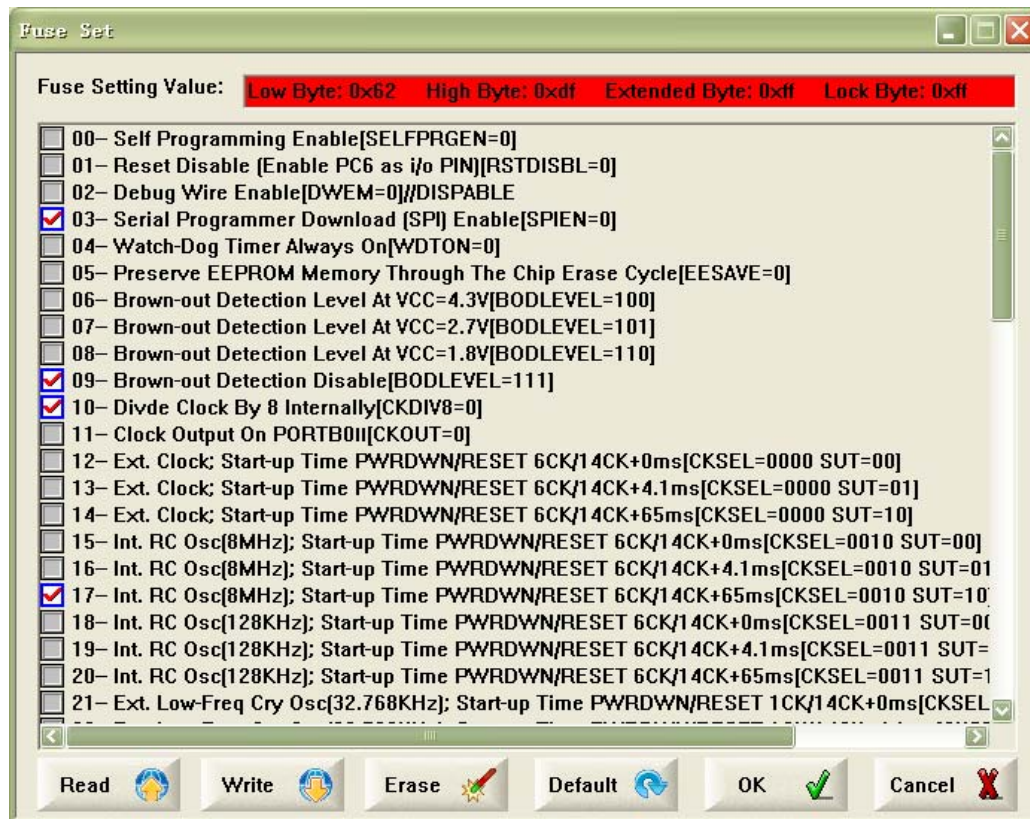 Fuse Set
Fuse Setting Value: Low Byte: 0x62 High Byte: 0xdf Extended Byte: 0xff Lock Byte: 0xff
00– Self Programming Enable[SELFPRGEN=0]
01– Reset Disable (Enable PC6 as i/o PIN)[RSTDISBL=0]
02– Debug Wire Enable[DWEM=0]//DISPABLE
03– Serial Programmer Download (SPI) Enable[SPIEN=0]
04– Watch-Dog Timer Always On[WDTON=0]
05– Preserve EEPROM Memory Through The Chip Erase Cycle[EESAVE=0]
06– Brown-out Detection Level At VCC=4.3V[BODLEVEL=100]
07– Brown-out Detection Level At VCC=2.7V[BODLEVEL=101]
08– Brown-out Detection Level At VCC=1.8V[BODLEVEL=110]
09– Brown-out Detection Disable[BODLEVEL=111]
10– Divde Clock By 8 Internally[CKDIV8=0]
11– Clock Output On PORTB0II[CKOUT=0]
12– Ext. Clock; Start-up Time PWRDWN/RESET 6CK/14CK+0ms[CKSEL=0000 SUT=00]
13– Ext. Clock; Start-up Time PWRDWN/RESET 6CK/14CK+4.1ms[CKSEL=0000 SUT=01]
14– Ext. Clock; Start-up Time PWRDWN/RESET 6CK/14CK+65ms[CKSEL=0000 SUT=10]
15– Int. RC Osc(8MHz); Start-up Time PWRDWN/RESET 6CK/14CK+0ms[CKSEL=0010 SUT=00]
16– Int. RC Osc(8MHz); Start-up Time PWRDWN/RESET 6CK/14CK+4.1ms[CKSEL=0010 SUT=01
17– Int. RC Osc(8MHz); Start-up Time PWRDWN/RESET 6CK/14CK+65ms[CKSEL=0010 SUT=10]
18– Int. RC Osc(128KHz); Start-up Time PWRDWN/RESET 6CK/14CK+0ms[CKSEL=0011 SUT=00
19– Int. RC Osc(128KHz); Start-up Time PWRDWN/RESET 6CK/14CK+4.1ms[CKSEL=0011 SUT=
20– Int. RC Osc(128KHz); Start-up Time PWRDWN/RESET 6CK/14CK+65ms[CKSEL=0011 SUT=1
21– Ext. Low-Freq Cry Osc(32.768KHz); Start-up Time PWRDWN/RESET 1CK/14CK+0ms[CKSEL
Read Write Erase Default OK Cancel